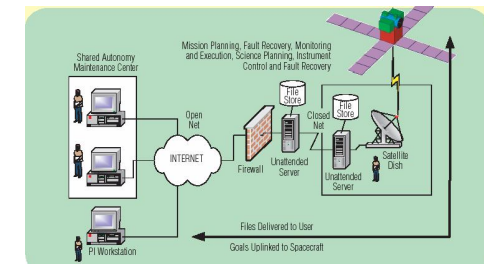 Mission Planning, Fault Recovery, Monitoring
and Execution, Science Planning, Instrument
Control and Fault Recovery
Shared Autonomy
Maintenance Center
File
Store
File
Store
Open
Net
Closed
Net
INTERNET
Firewall
Unattended
Server
Unattended
Server
Satellite
Dish
PI Workstation
Files Delivered to User
Goals Uplinked to Spacecraft